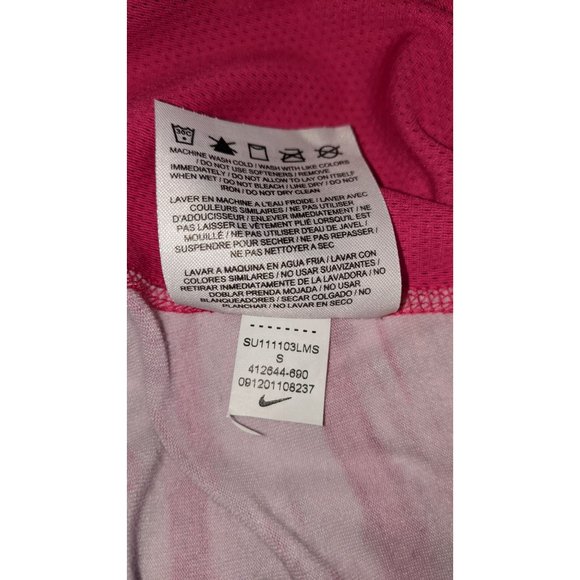 30C
MACHINE WASH COLD / WASH WITH LIKE COLORS
/ DO NOT USE SOFTENERS / REMOVE
IMMEDIATELY / DO NOT ALLOW TO LAY ON ITSELF
WHEN WET / DO NOT BLEACH / LINE DRY / DO NOT
IRON / DO NOT DRY CLEAN
LAVER EN MACHINE A L'EAU FROIDE / LAVER AVEC
COULEURS SIMILAIRES / NE PAS UTILISER
D'ADOUCISEUR / ENLEVER IMMEDIATEMENT / NE
PAS LAISSER LE VÊTEMENT PLIÉ LORSQU'IL EST
MOUILLÉ / NE PAS UTILISER D'EAU DE JAVEL /
SUSPENDRE POUR SECHER / NE PAS REPASSER /
NE PAS NETTOYER A SEC
LAVAR A MAQUINA EN AGUA FRIA / LAVAR CON
COLORES SIMILARES / NO USAR SUAVIZANTES /
RETIRAR INMEDIATAMENTE DE LA LAVADORA / NO
DOBLAR PRENDA MOJADA / NO USAR
BLANQUEADORES / SECAR COLGADO / NO
PLANCHAR / NO LAVAR EN SECO
SU111103LMS
S
412644-690
091201108237